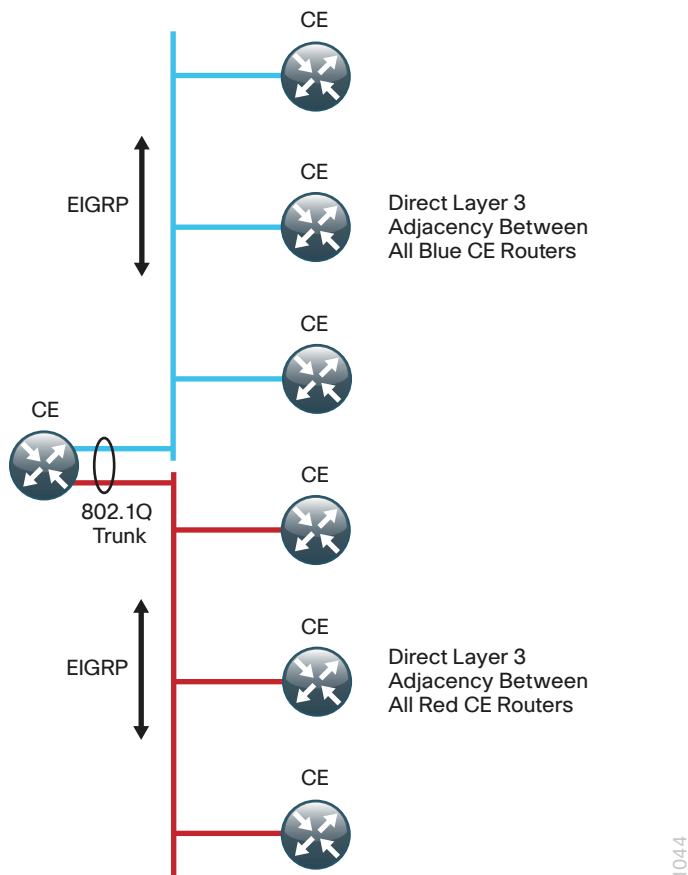 CE
CE
EIGRP
Direct Layer 3
Adjacency Between
All Blue CE Routers
CE
CE
802.1Q
Trunk
CE
CE
EIGRP
Direct Layer 3
Adjacency Between
All Red CE Routers
CE
1044